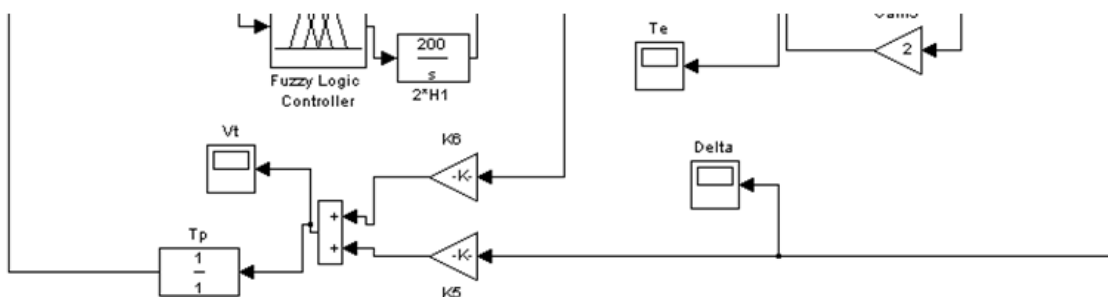 Te
2
200
s
Fuzzy Logic
Controller
2*H1
Vt
K6
Delta
-K-
+
+
Tp
1
1
-K-
K5